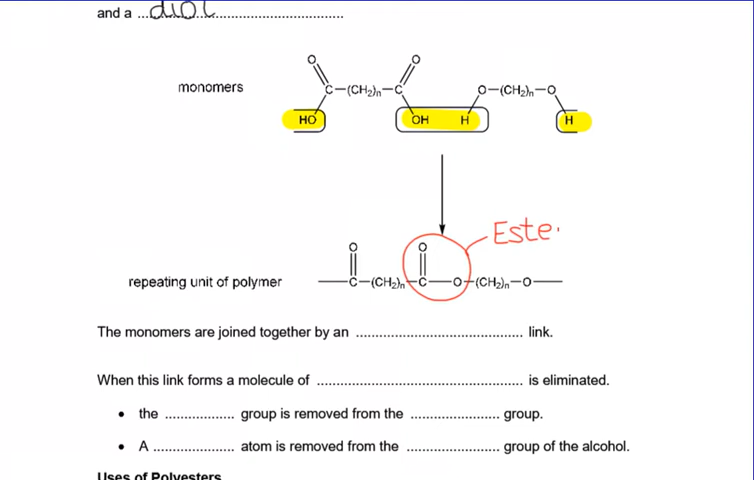 and a ... diol ...
monomers
O O
C–(CH₂)ₙ–C O–(CH₂)ₙ–O
HO OH H H
Este
O O
repeating unit of polymer C–(CH₂)ₙ–C–O–(CH₂)ₙ–O
The monomers are joined together by an .................................................. link.
When this link forms a molecule of .............................................................. is eliminated.
• the ................. group is removed from the ...................... group.
• A .................... atom is removed from the ....................... group of the alcohol.
Uses of Polyesters